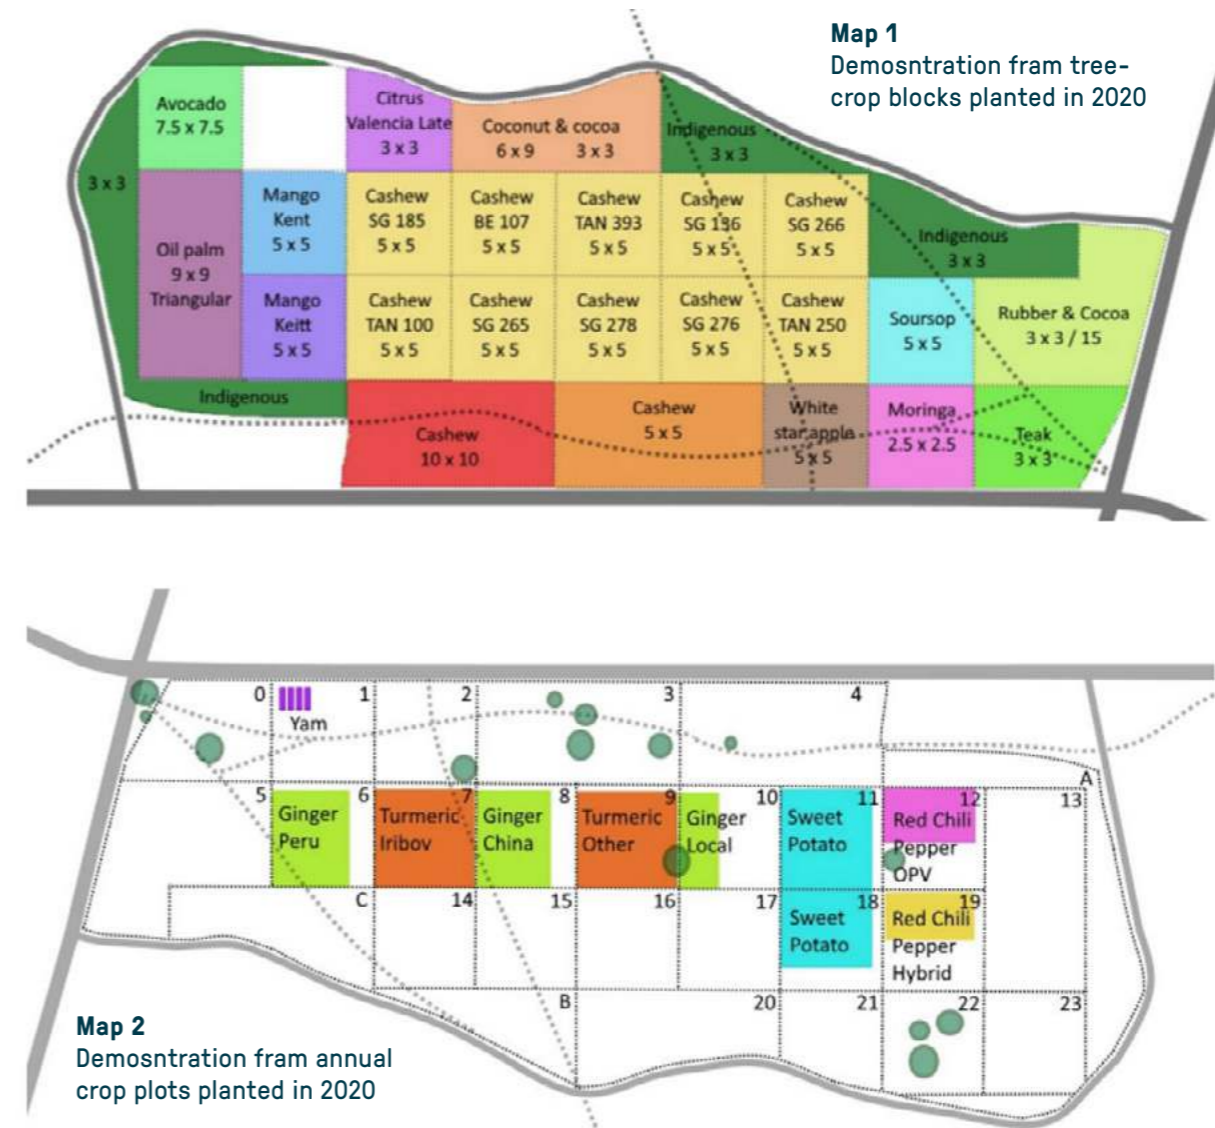 Map 1
Demosntration fram tree-
crop blocks planted in 2020
Avocado
7.5 x 7.5
Citrus
Valencia Late
3 x 3
Coconut & cocoa
6 x 9 3 x 3
Indigenous
3 x 3
3 x 3
Oil palm
9 x 9
Triangular
Mango
Kent
5 x 5
Cashew
SG 185
5 x 5
Cashew
BE 107
5 x 5
Cashew
TAN 393
5 x 5
Cashew
SG 136
5 x 5
Cashew
SG 266
5 x 5
Indigenous
3 x 3
Mango
Keitt
5 x 5
Cashew
TAN 100
5 x 5
Cashew
SG 265
5 x 5
Cashew
SG 278
5 x 5
Cashew
SG 276
5 x 5
Cashew
TAN 250
5 x 5
Soursop
5 x 5
Rubber & Cocoa
3 x 3 / 15
Indigenous
Cashew
10 x 10
Cashew
5 x 5
White
star apple
5 x 5
Moringa
2.5 x 2.5
Teak
3 x 3
0
1
2
3
4
Yam
A
5
6
7
8
9
10
11
12
13
Ginger
Peru
Turmeric
Iribov
Ginger
China
Turmeric
Other
Ginger
Local
Sweet
Potato
Red Chili
Pepper
OPV
C
14
15
16
17
18
19
Sweet
Potato
Red Chili
Pepper
Hybrid
B
20
21
22
23
Map 2
Demosntration fram annual
crop plots planted in 2020